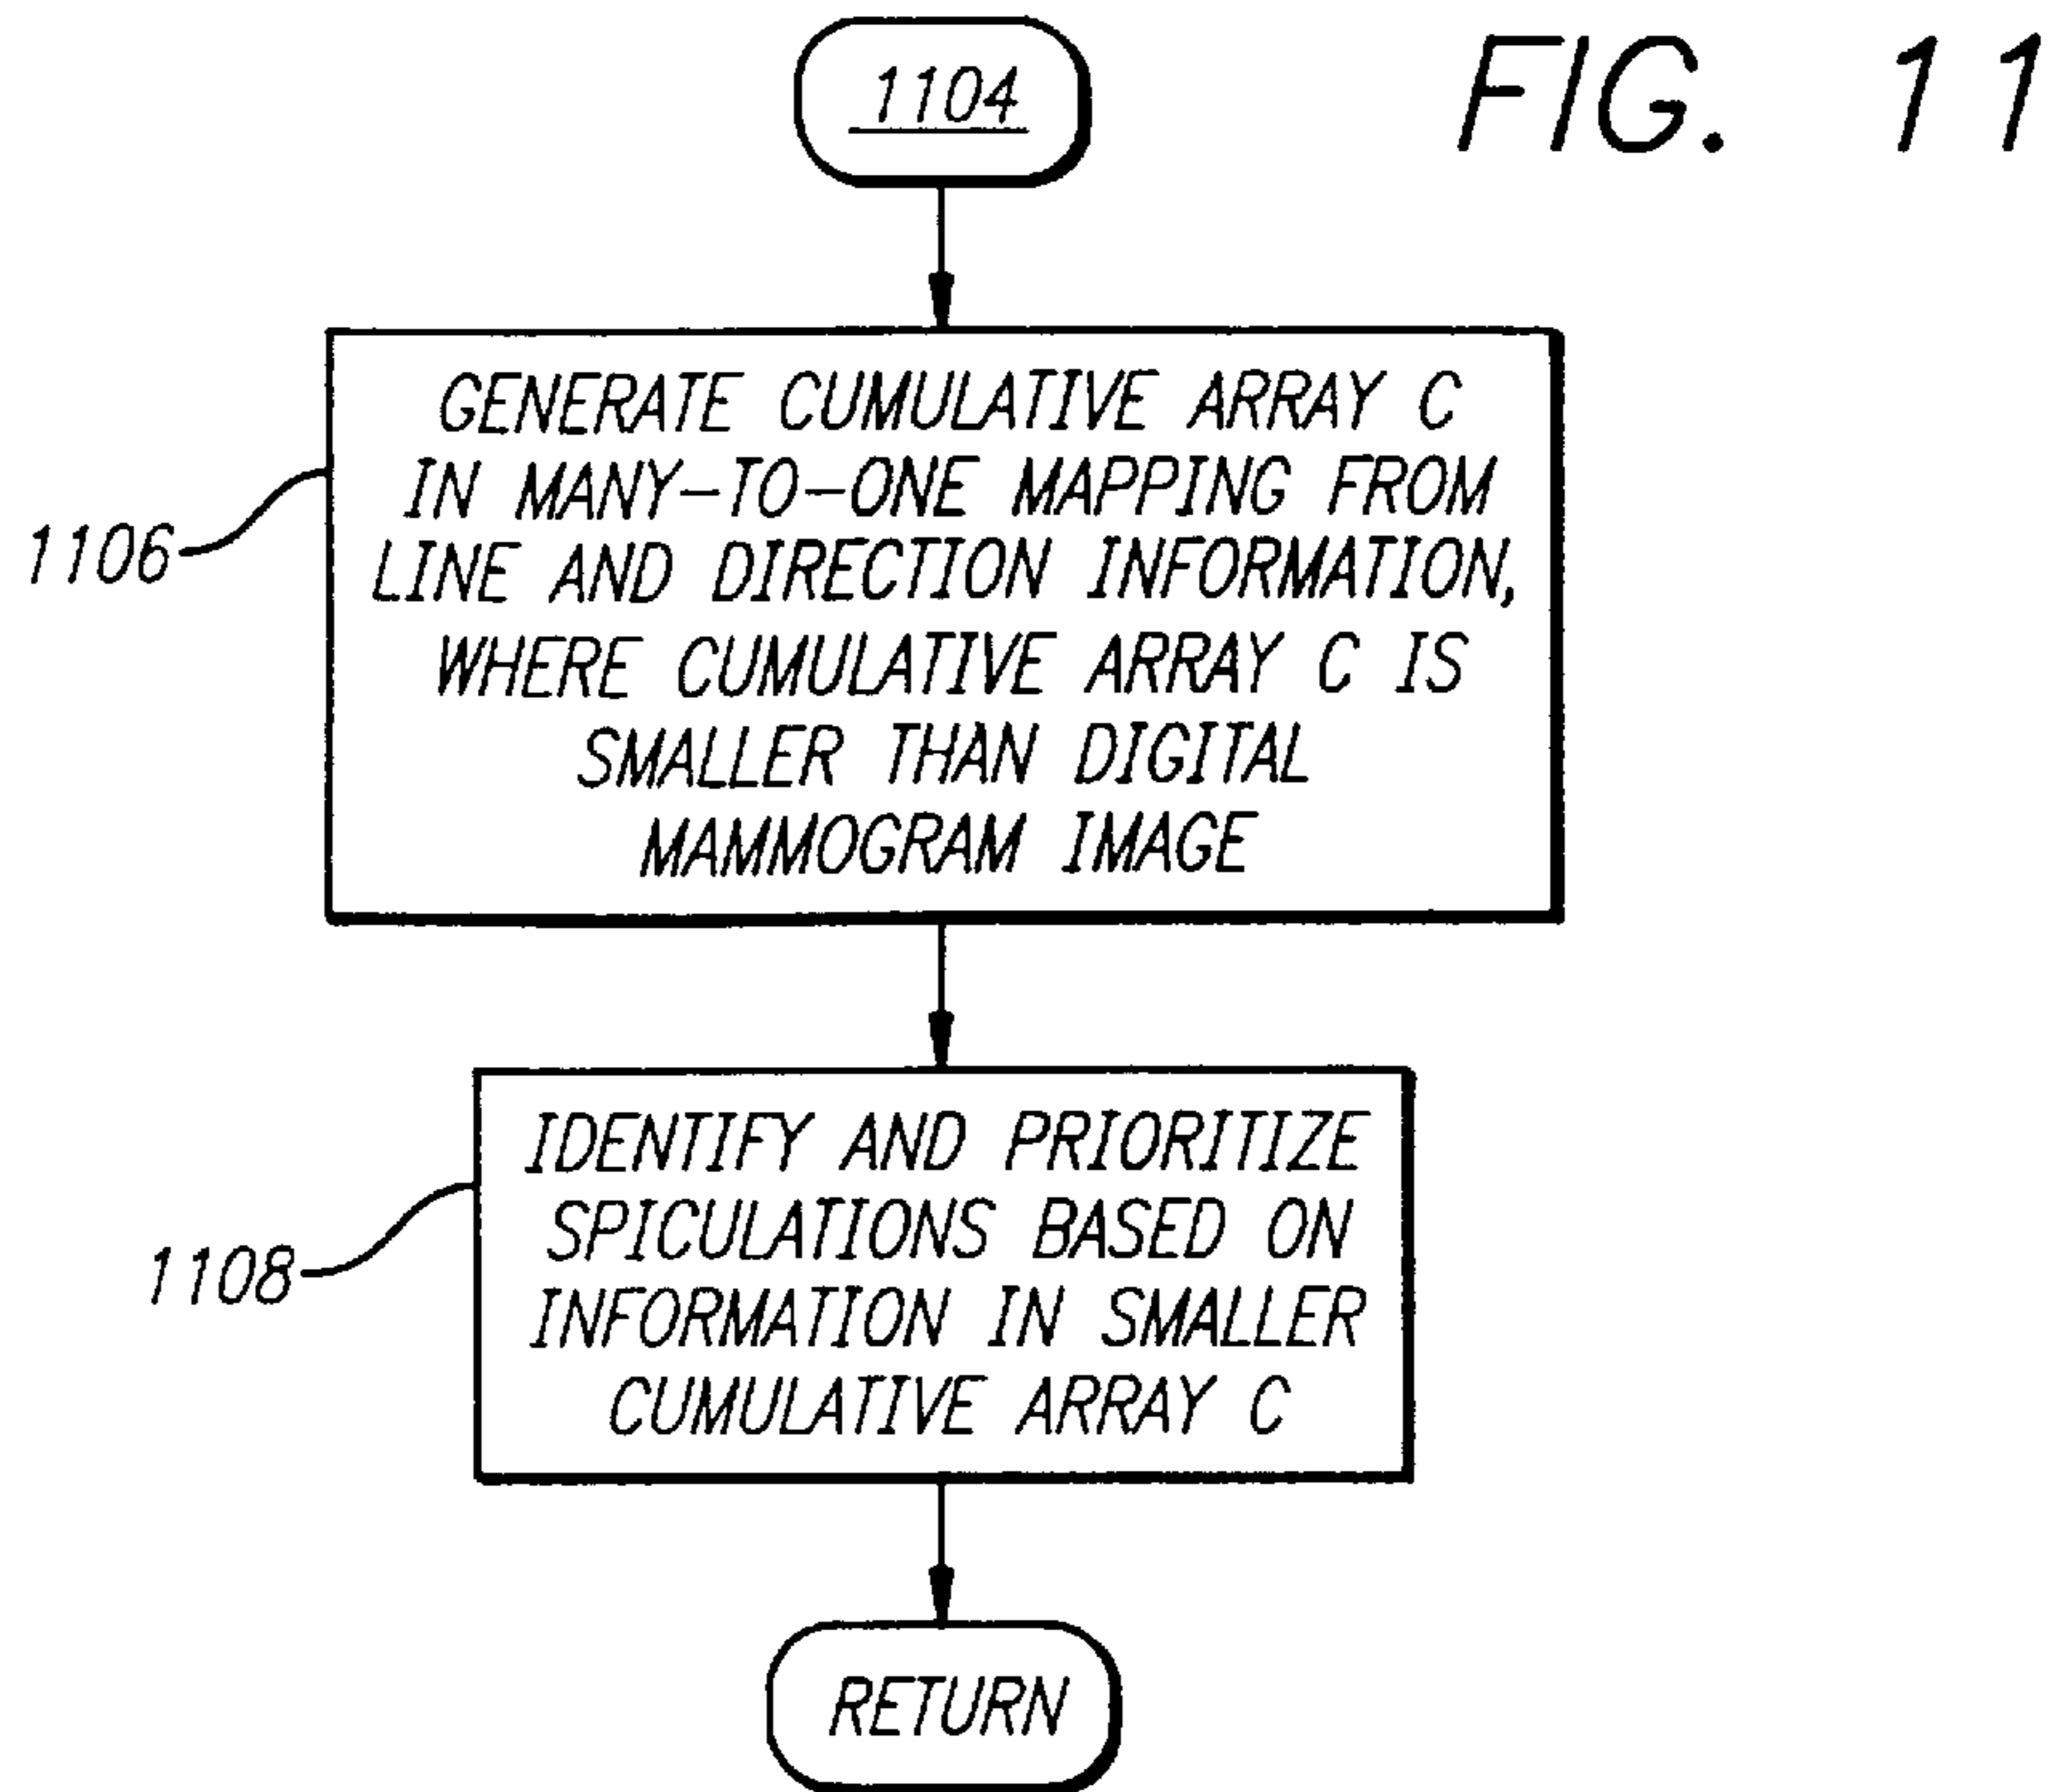 1104
FIG. 11
GENERATE CUMULATIVE ARRAY C
IN MANY-TO-ONE MAPPING FROM
LINE AND DIRECTION INFORMATION,
WHERE CUMULATIVE ARRAY C IS
SMALLER THAN DIGITAL
MAMMOGRAM IMAGE
1106
IDENTIFY AND PRIORITIZE
SPICULATIONS BASED ON
INFORMATION IN SMALLER
CUMULATIVE ARRAY C
1108
RETURN